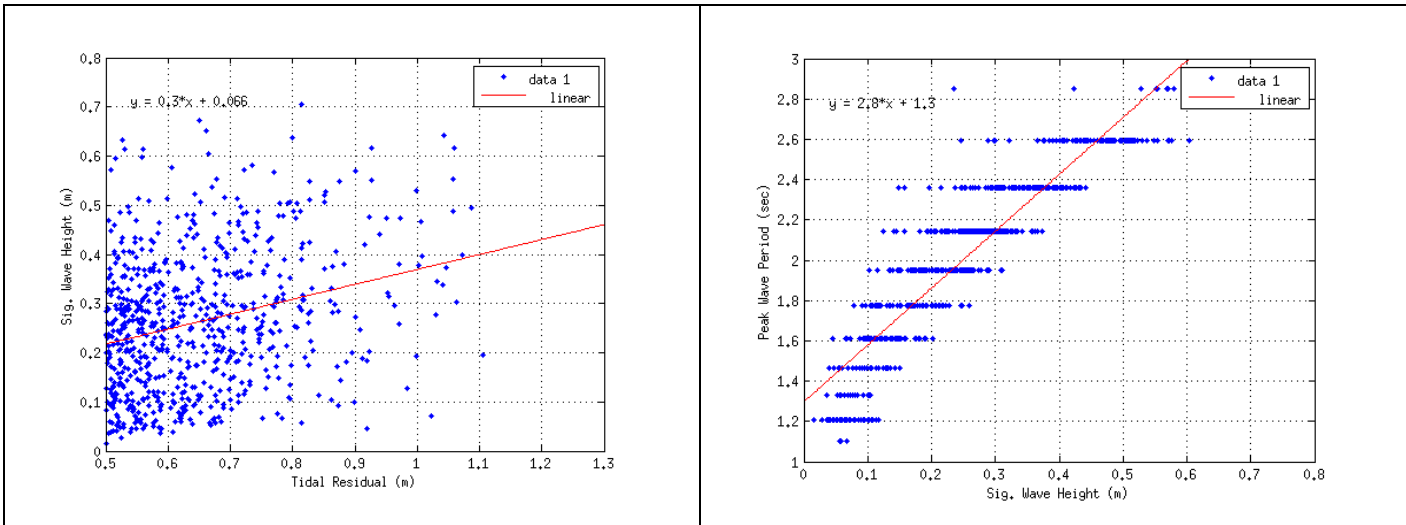 0.8
0.7
0.6
0.5
0.4
0.3
0.2
0.1
0
Sig. Wave Height (m)
y = 0.3*x + 0.066
data 1
linear
0.5 0.6 0.7 0.8 0.9 1 1.1 1.2 1.3
Tidal Residual (m)
3
2.8
2.6
2.4
2.2
2
1.8
1.6
1.4
1.2
1
Peak Wave Period (sec)
y = 2.8*x + 1.3
data 1
linear
0 0.1 0.2 0.3 0.4 0.5 0.6 0.7 0.8
Sig. Wave Height (m)